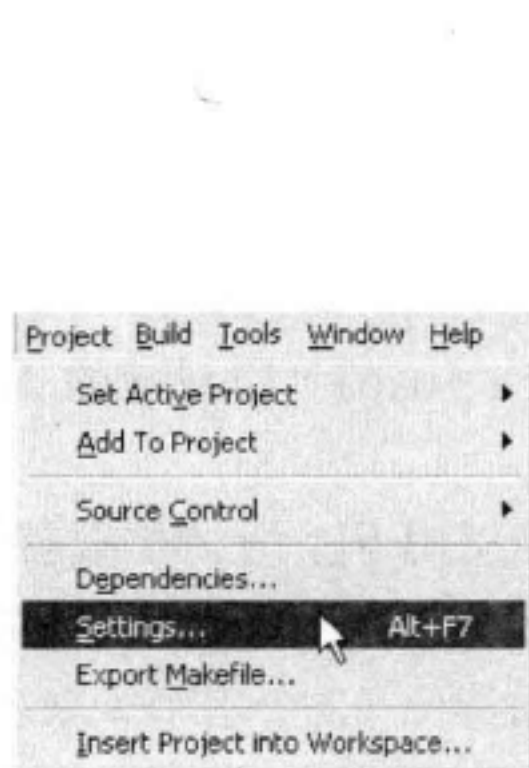 Project Build Tools Window Help
Set Active Project
Add To Project
Source Control
Dependencies...
Settings... Alt+F7
Export Makefile...
Insert Project into Workspace...